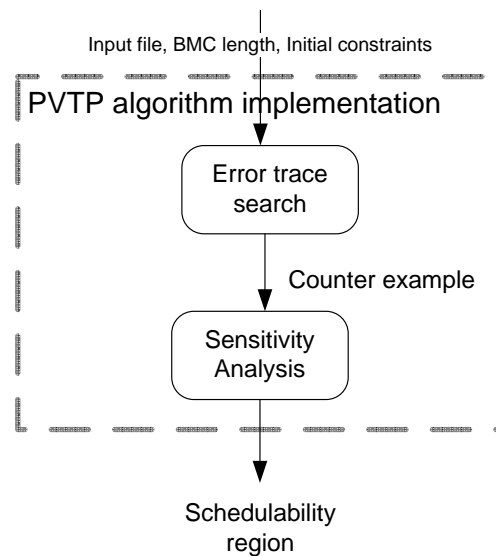 Input file, BMC length, Initial constraints
PVTP algorithm implementation
Error trace
search
Counter example
Sensitivity
Analysis
Schedulability
region